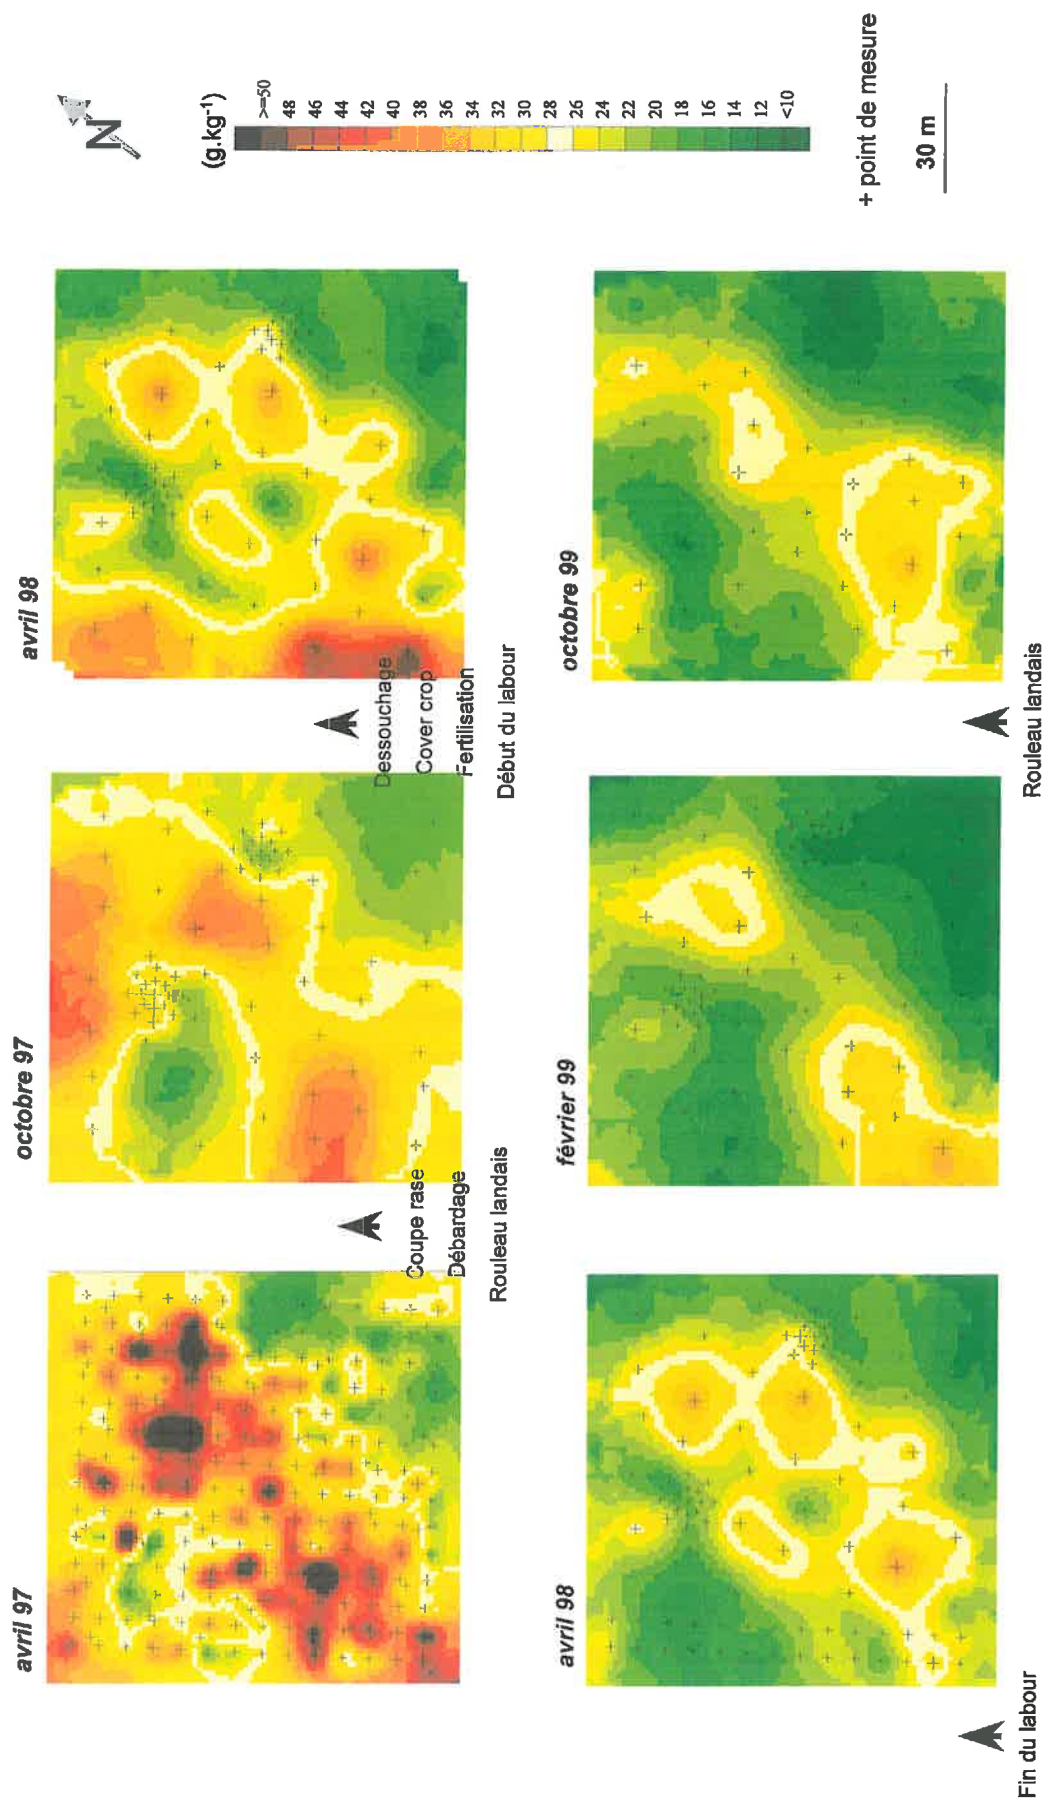 avril 97
octobre 97
avril 98
N
(g.kg-1)
>=50
48
46
44
42
40
38
36
34
32
30
28
26
24
22
20
18
16
14
12
<10
+ point de mesure
30 m
Coupe rase
Débardage
Rouleau landais
Dessouchage
Cover crop
Fertilisation
Début du labour
avril 98
février 99
octobre 99
Fin du labour
Rouleau landais